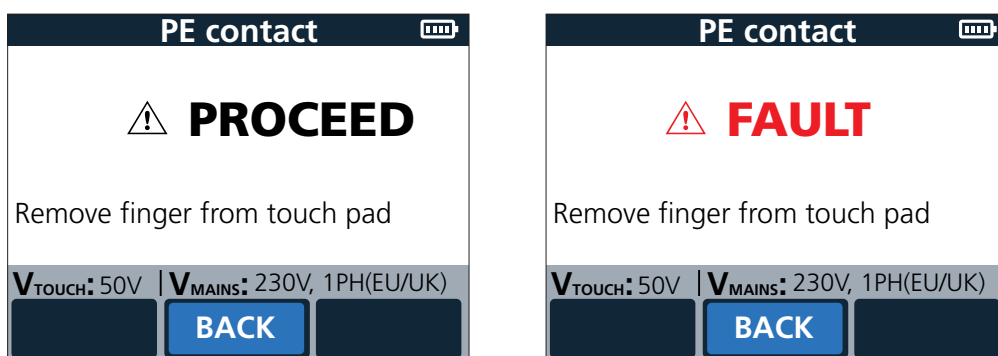 PE contact
PROCEED
Remove finger from touch pad
VTOUCH: 50V | VMAINS: 230V, 1PH(EU/UK)
BACK
PE contact
FAULT
Remove finger from touch pad
VTOUCH: 50V | VMAINS: 230V, 1PH(EU/UK)
BACK